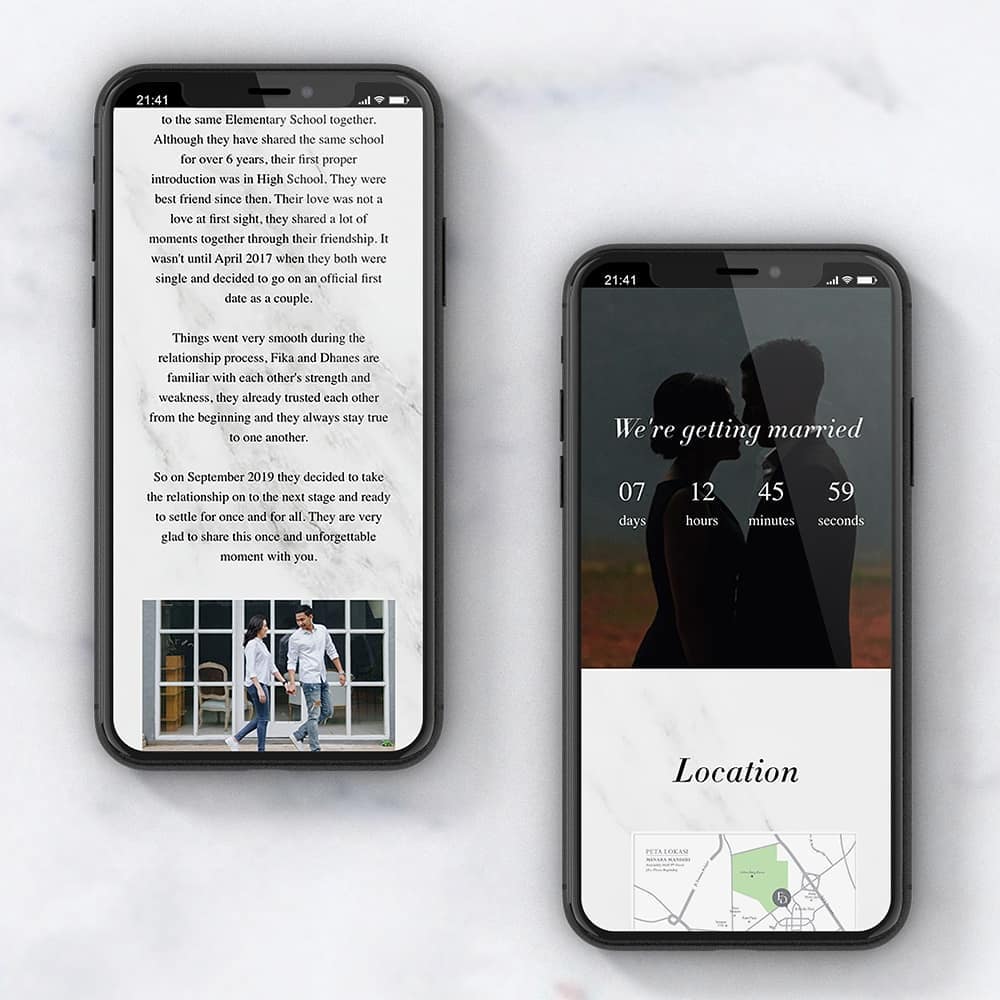 21:41
to the same Elementary School together.
Although they have shared the same school
for over 6 years, their first proper
introduction was in High School. They were
best friend since then. Their love was not a
love at first sight, they shared a lot of
moments together through their friendship. It
wasn't until April 2017 when they both were
single and decided to go on an official first
date as a couple.
Things went very smooth during the
relationship process, Fika and Dhanes are
familiar with each other's strength and
weakness, they already trusted each other
from the beginning and they always stay true
to one another.
So on September 2019 they decided to take
the relationship on to the next stage and ready
to settle for once and for all. They are very
glad to share this once and unforgettable
moment with you.
21:41
We're getting married
07 12 45 59
days hours minutes seconds
Location
PETA LOKASI
MENARA MANDIRI